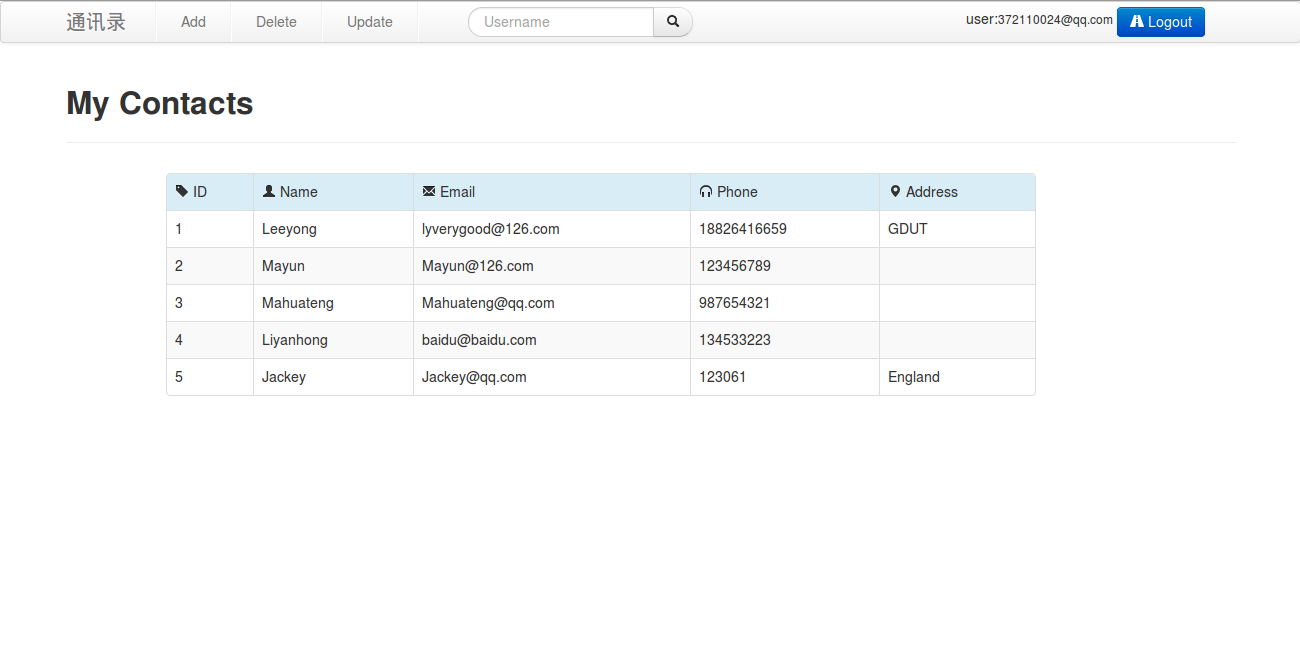 通讯录 Add Delete Update Username user:372110024@qq.com Logout
My Contacts
ID Name Email Phone Address
1 Leeyong lyverygood@126.com 18826416659 GDUT
2 Mayun Mayun@126.com 123456789
3 Mahuateng Mahuateng@qq.com 987654321
4 Liyanhong baidu@baidu.com 134533223
5 Jackey Jackey@qq.com 123061 England